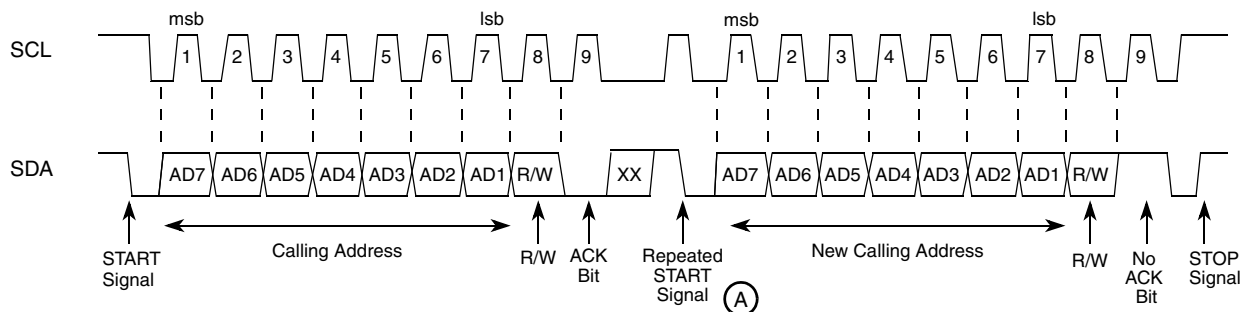 msb lsb msb lsb
SCL 1 2 3 4 5 6 7 8 9 1 2 3 4 5 6 7 8 9
SDA AD7 AD6 AD5 AD4 AD3 AD2 AD1 R/W XX AD7 AD6 AD5 AD4 AD3 AD2 AD1 R/W
START
Signal
Calling Address
R/W
ACK
Bit
Repeated
START
Signal
A
New Calling Address
R/W
No
ACK
Bit
STOP
Signal